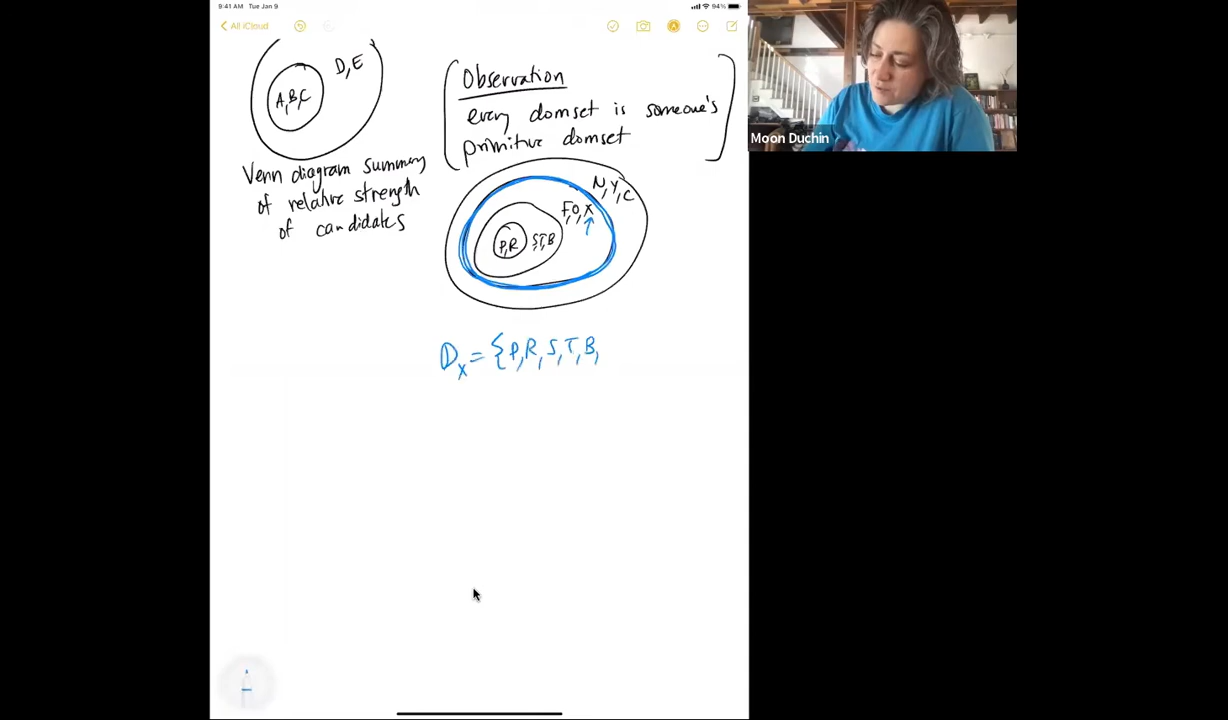 9:41 AM Tue Jan 9
94%
All iCloud
D, E
A, B, C
Venn diagram summary
of relative strength
of candidates
Observation
every domset is someone's
primitive domset
N, Y, C
F, O, X
P, R
S, T, B
D_X = {P, R, S, T, B,
Moon Duchin